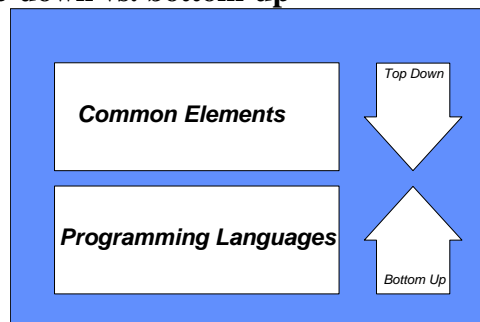 down vs. bottom up
Common Elements
Top Down
Programming Languages
Bottom Up